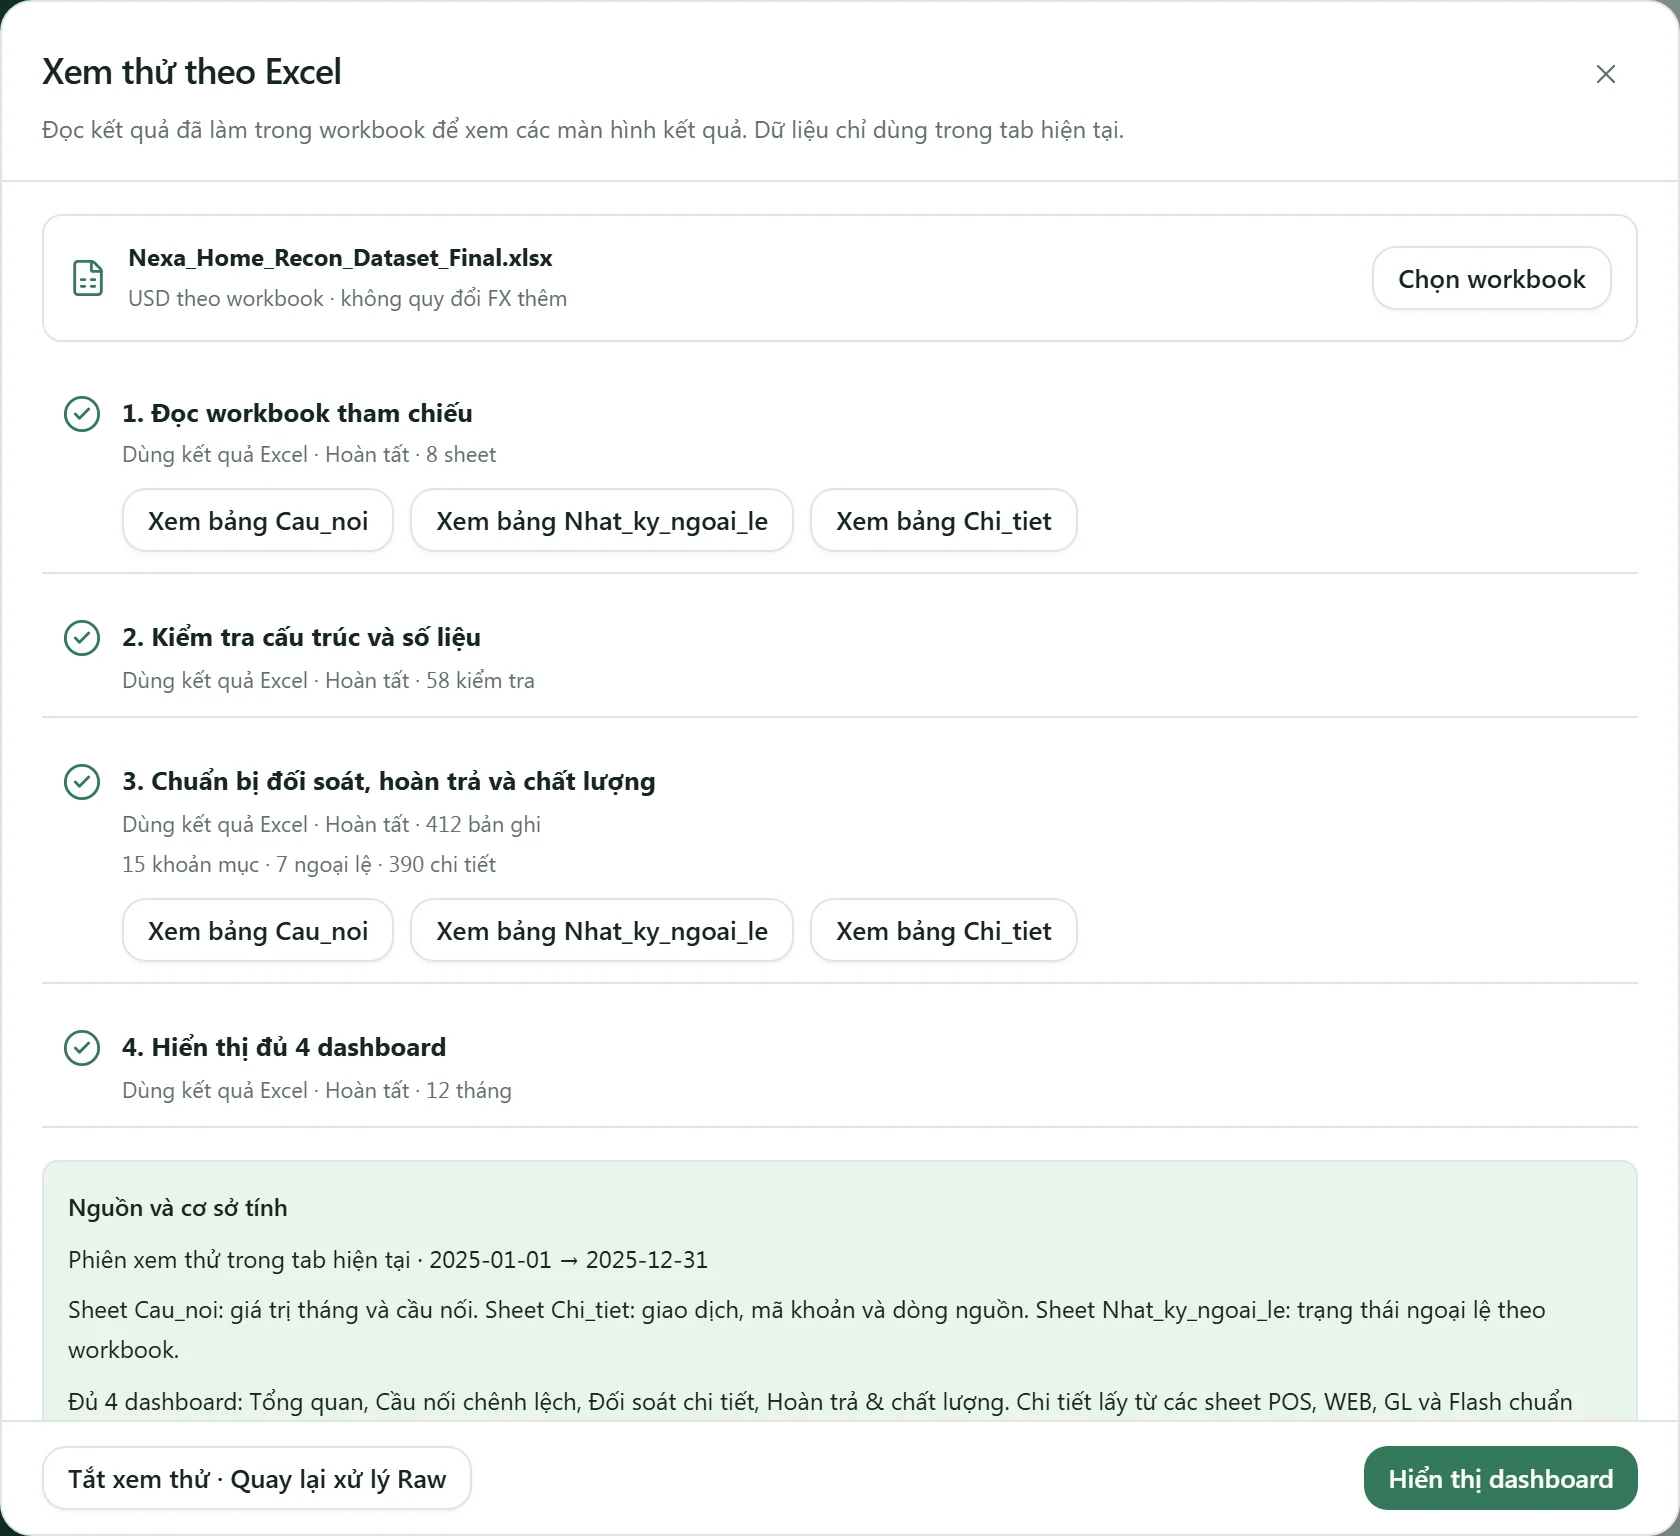 Xem thử theo Excel
Đọc kết quả đã làm trong workbook để xem các màn hình kết quả. Dữ liệu chỉ dùng trong tab hiện tại.
Nexa_Home_Recon_Dataset_Final.xlsx
USD theo workbook · không quy đổi FX thêm
Chọn workbook
1. Đọc workbook tham chiếu
Dùng kết quả Excel · Hoàn tất · 8 sheet
Xem bảng Cau_noi
Xem bảng Nhat_ky_ngoai_le
Xem bảng Chi_tiet
2. Kiểm tra cấu trúc và số liệu
Dùng kết quả Excel · Hoàn tất · 58 kiểm tra
3. Chuẩn bị đối soát, hoàn trả và chất lượng
Dùng kết quả Excel · Hoàn tất · 412 bản ghi
15 khoản mục · 7 ngoại lệ · 390 chi tiết
Xem bảng Cau_noi
Xem bảng Nhat_ky_ngoai_le
Xem bảng Chi_tiet
4. Hiển thị đủ 4 dashboard
Dùng kết quả Excel · Hoàn tất · 12 tháng
Nguồn và cơ sở tính
Phiên xem thử trong tab hiện tại · 2025-01-01 → 2025-12-31
Sheet Cau_noi: giá trị tháng và cầu nối. Sheet Chi_tiet: giao dịch, mã khoản và dòng nguồn. Sheet Nhat_ky_ngoai_le: trạng thái ngoại lệ theo
workbook.
Đủ 4 dashboard: Tổng quan, Cầu nối chênh lệch, Đối soát chi tiết, Hoàn trả & chất lượng. Chi tiết lấy từ các sheet POS, WEB, GL và Flash chuẩn
Tắt xem thử · Quay lại xử lý Raw
Hiển thị dashboard